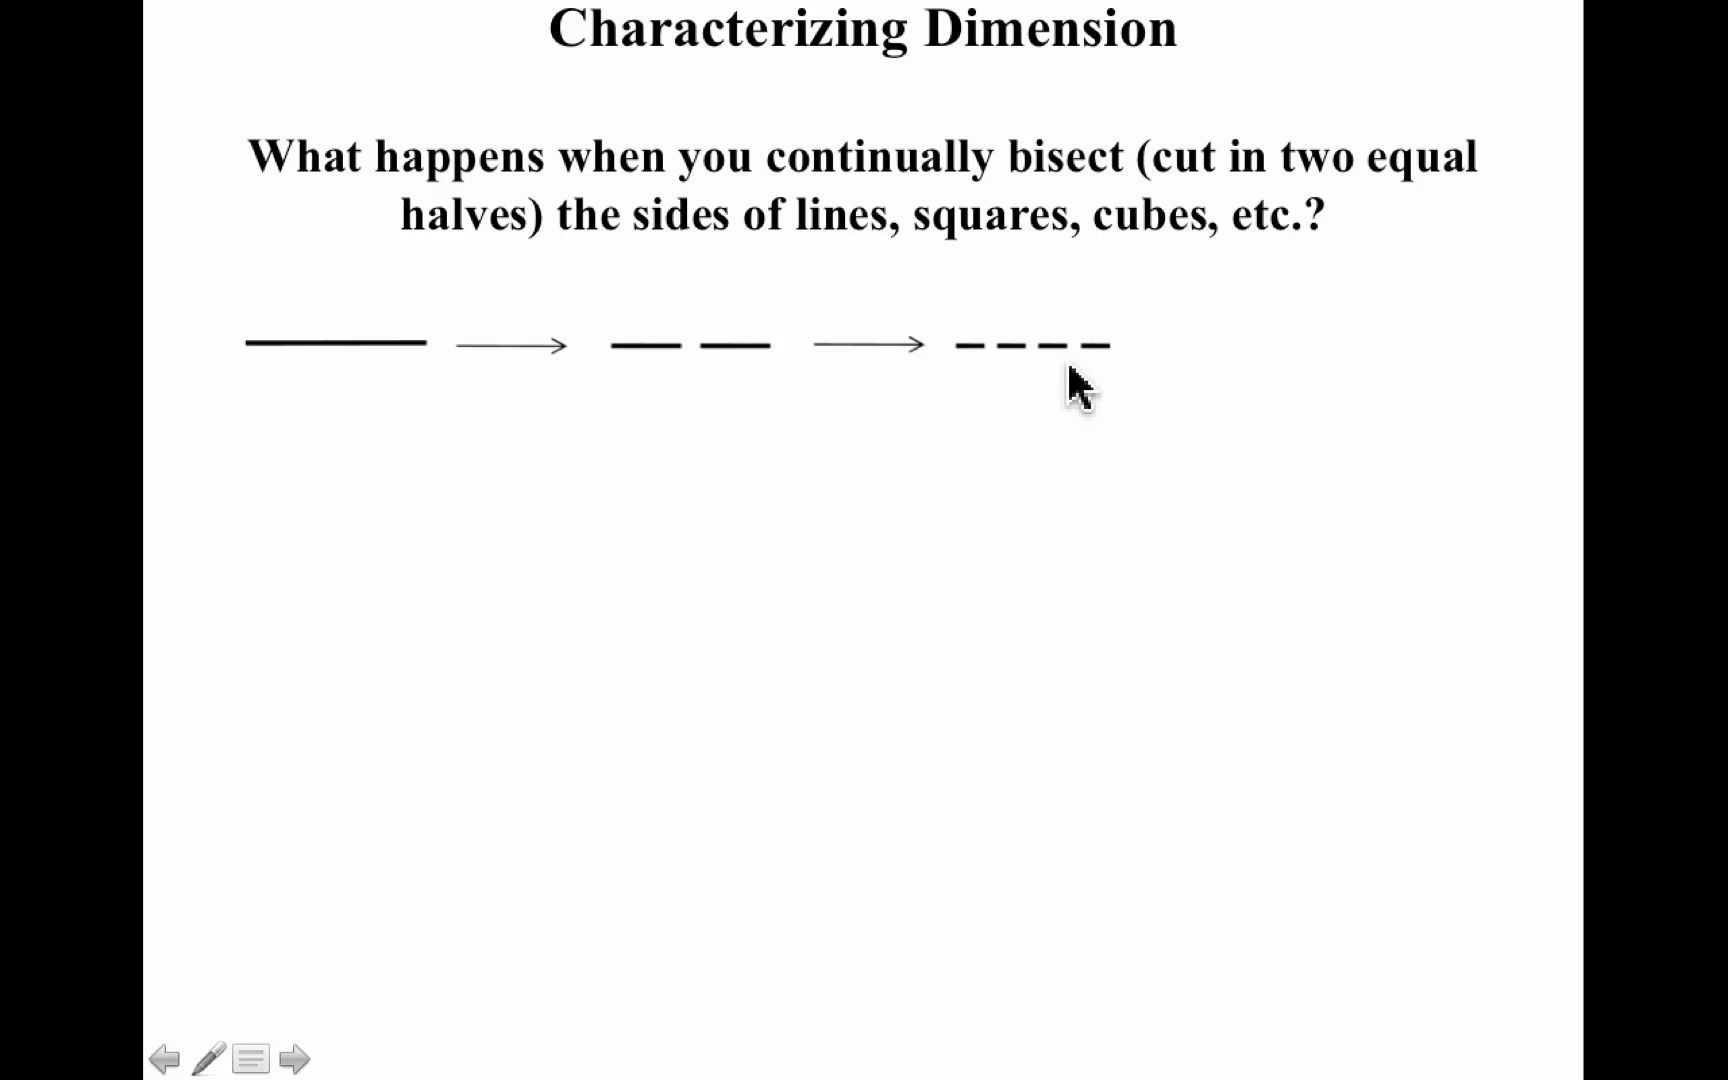 Characterizing Dimension
What happens when you continually bisect (cut in two equal
halves) the sides of lines, squares, cubes, etc.?